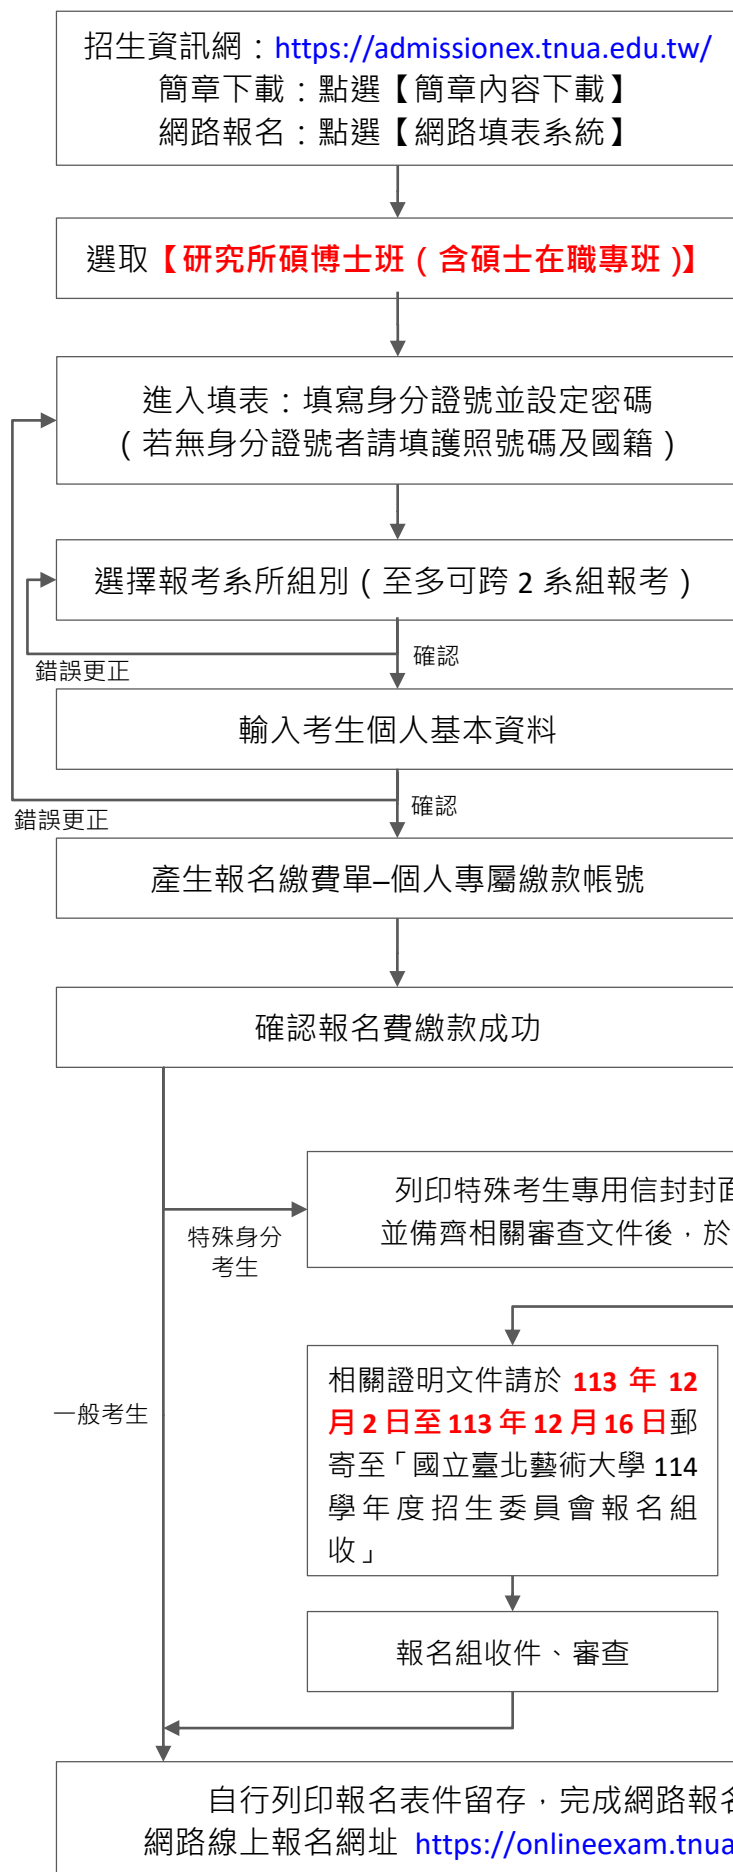 招生資訊網：https://admissionex.tnua.edu.tw/
簡章下載：點選【簡章內容下載】
網路報名：點選【網路填表系統】
選取【研究所碩博士班（含碩士在職專班）】
進入填表：填寫身分證號並設定密碼
（若無身分證號者請填護照號碼及國籍）
選擇報考系所組別（至多可跨 2 系組報考）
確認
錯誤更正
輸入考生個人基本資料
確認
錯誤更正
產生報名繳費單–個人專屬繳款帳號
確認報名費繳款成功
列印特殊考生專用信封封面
並備齊相關審查文件後，於
特殊身分
考生
一般考生
相關證明文件請於 113 年 12
月 2 日至 113 年 12 月 16 日郵
寄至「國立臺北藝術大學 114
學年度招生委員會報名組
收」
報名組收件、審查
自行列印報名表件留存，完成網路報名
網路線上報名網址 https://onlineexam.tnua